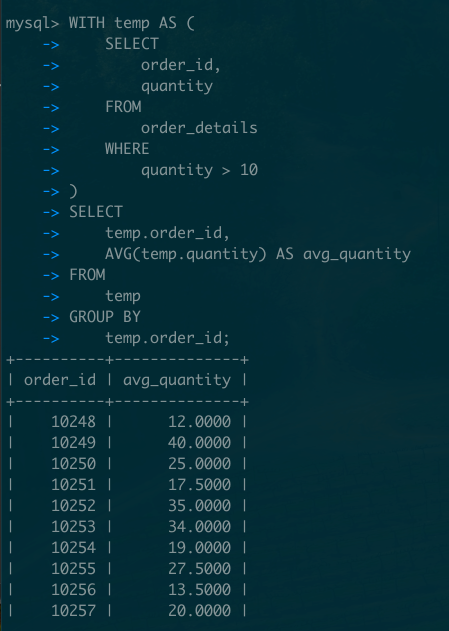 mysql> WITH temp AS (
    ->     SELECT
    ->         order_id,
    ->         quantity
    ->     FROM
    ->         order_details
    ->     WHERE
    ->         quantity > 10
    -> )
    -> SELECT
    ->     temp.order_id,
    ->     AVG(temp.quantity) AS avg_quantity
    -> FROM
    ->     temp
    -> GROUP BY
    ->     temp.order_id;
+----------+--------------+
| order_id | avg_quantity |
+----------+--------------+
|    10248 |      12.0000 |
|    10249 |      40.0000 |
|    10250 |      25.0000 |
|    10251 |      17.5000 |
|    10252 |      35.0000 |
|    10253 |      34.0000 |
|    10254 |      19.0000 |
|    10255 |      27.5000 |
|    10256 |      13.5000 |
|    10257 |      20.0000 |